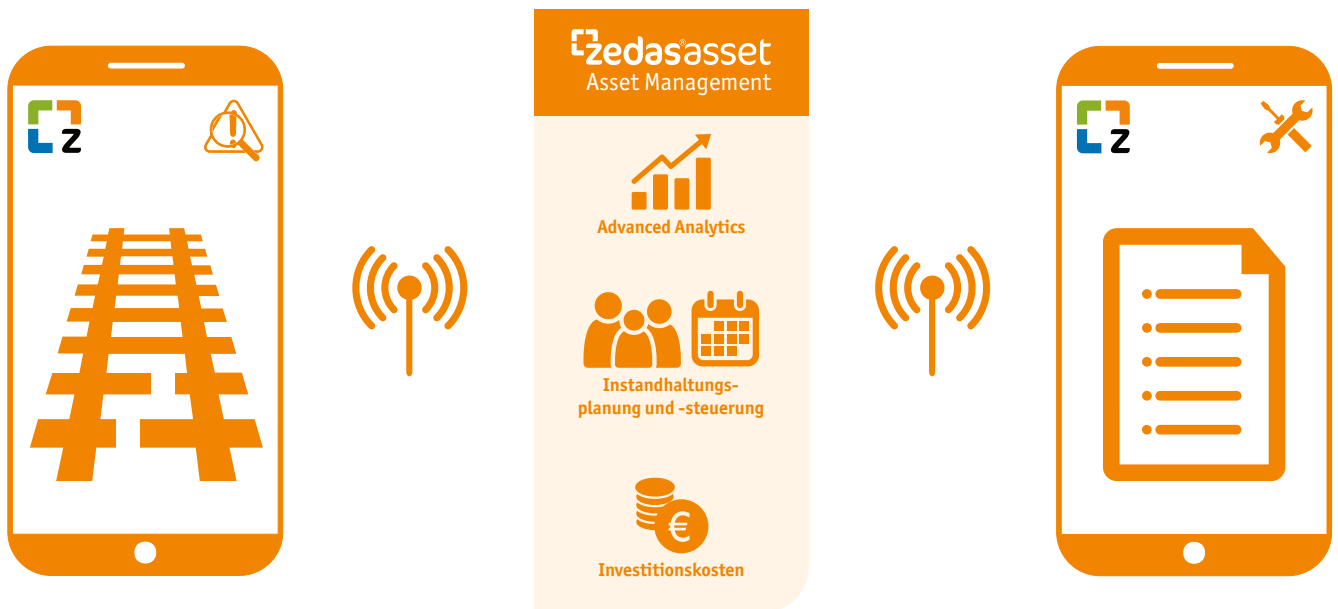 z
zedas®asset
Asset Management
Advanced Analytics
Instandhaltungs-
planung und -steuerung
€
Investitionskosten
z